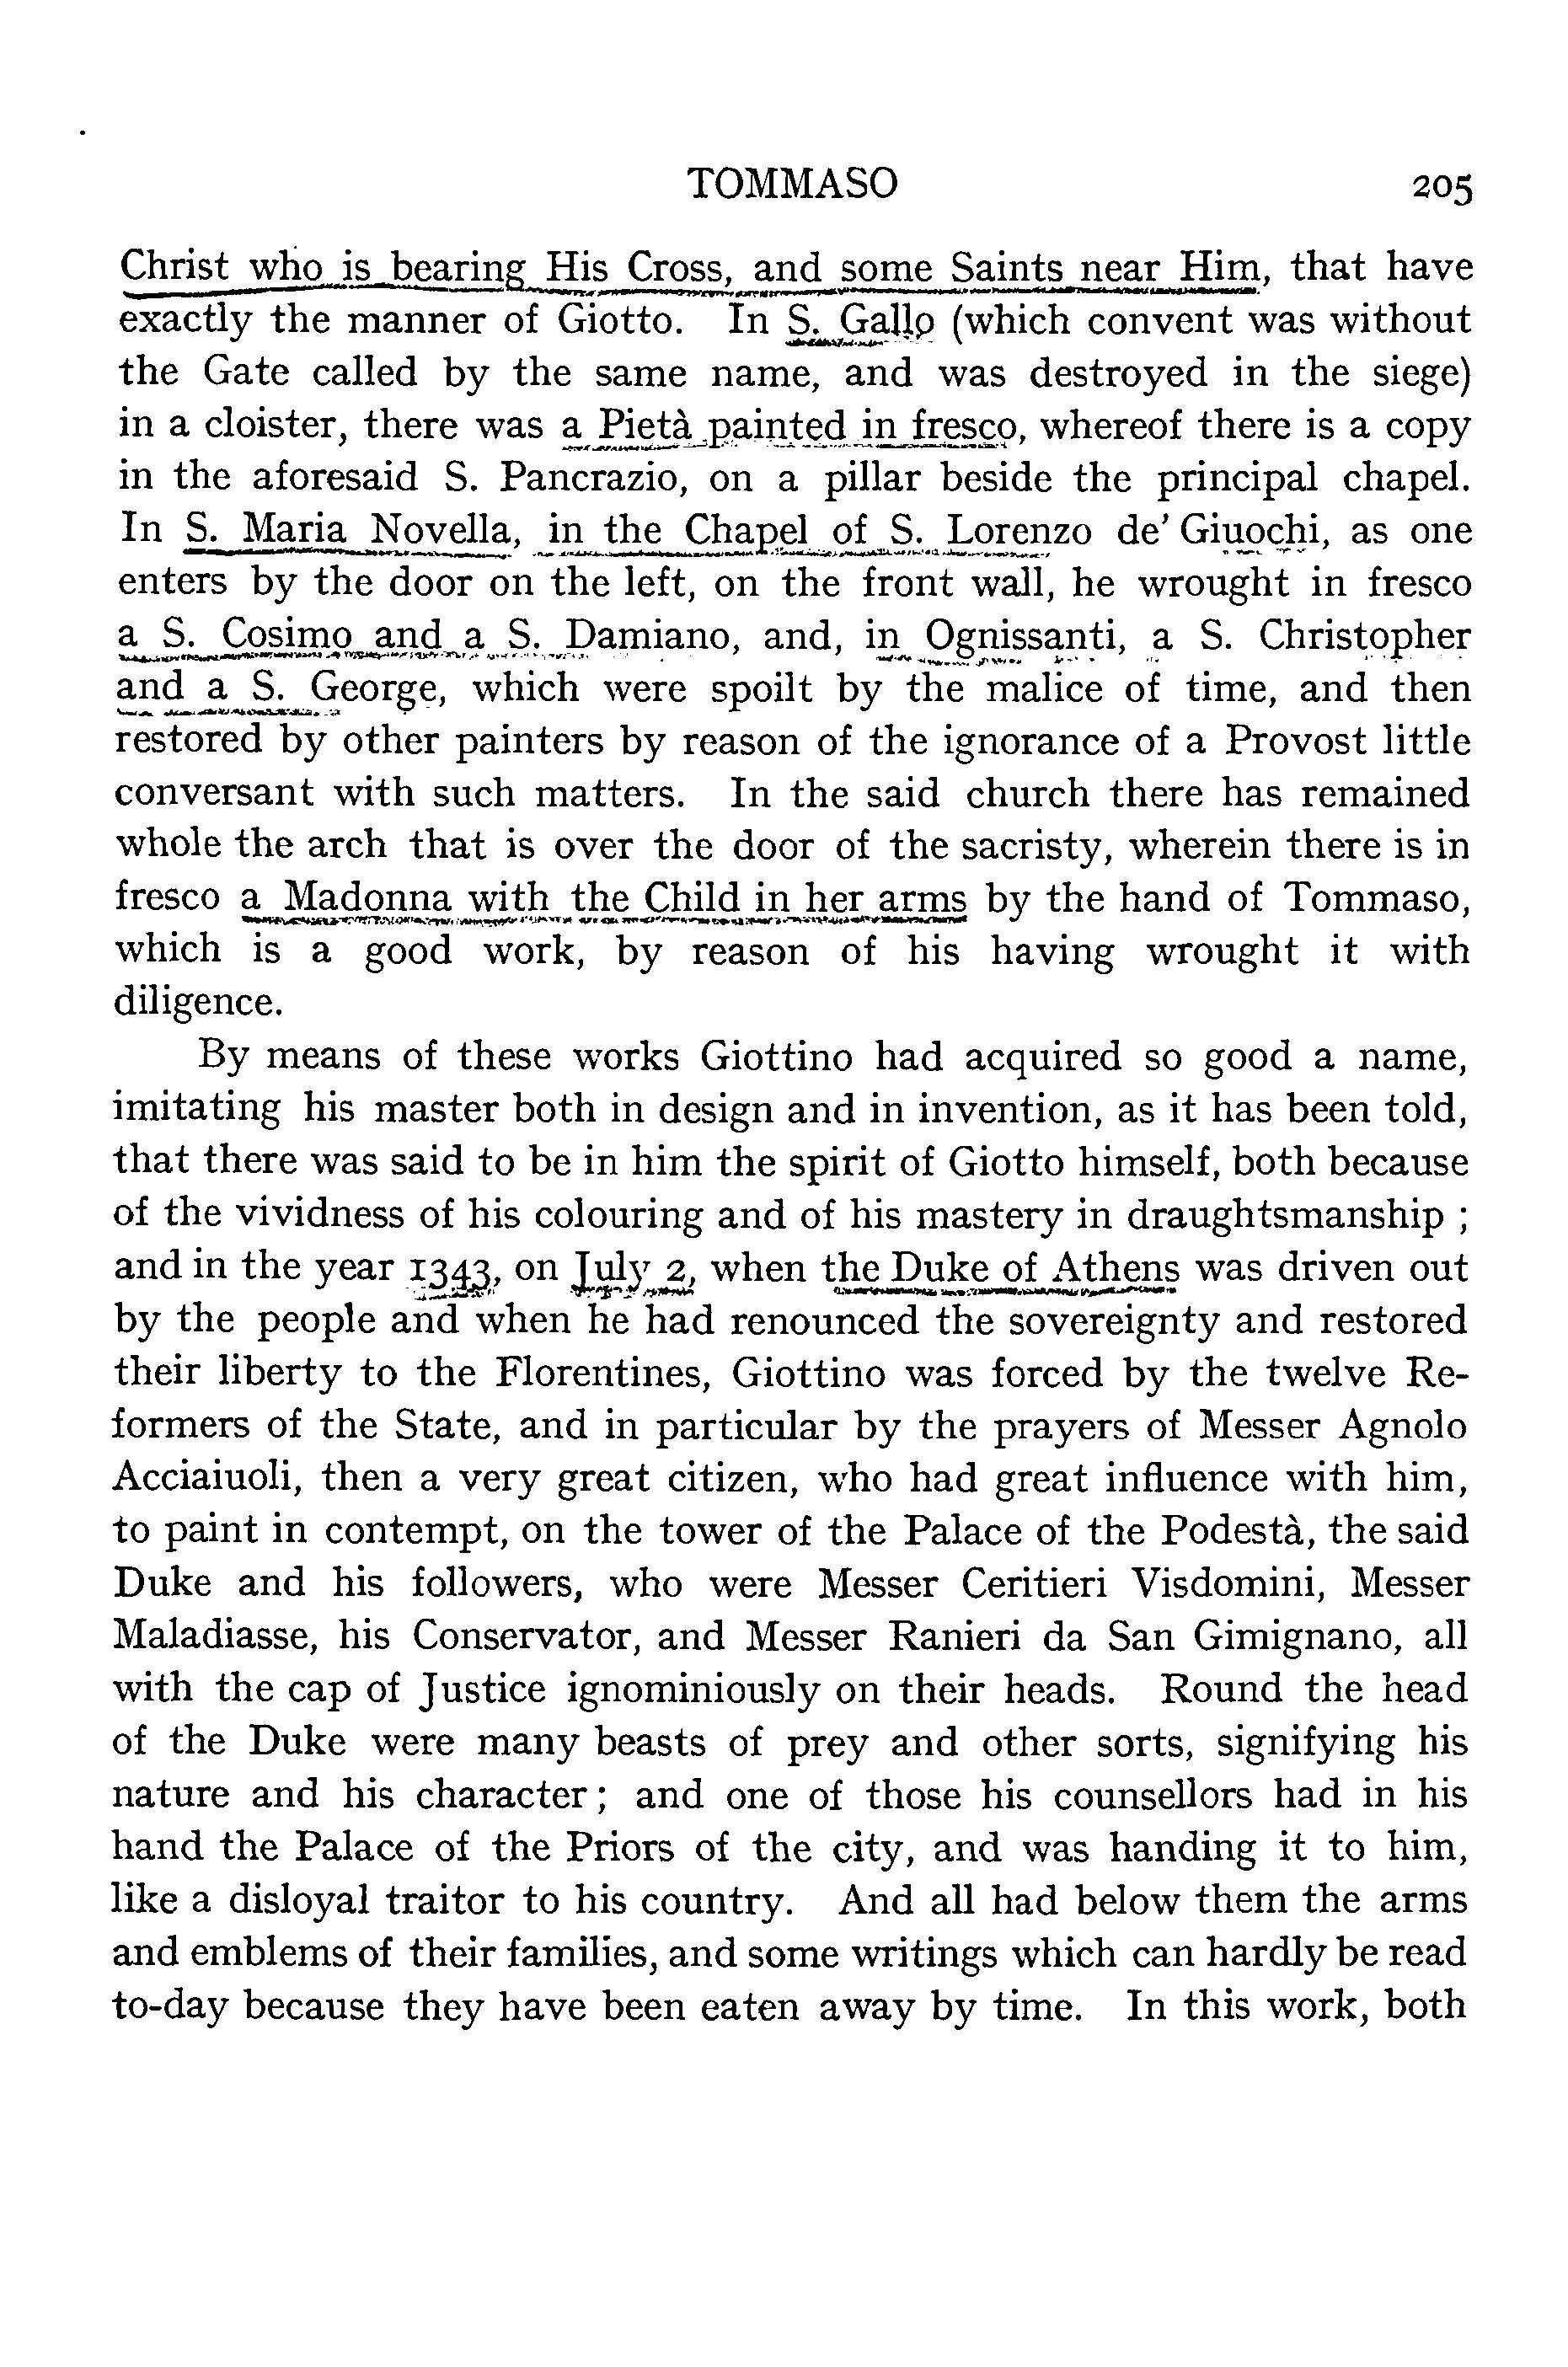 TOMMASO 205
Christ who is bearing His Cross, and some Saints near Him, that have
exactly the manner of Giotto. In S. Gallo (which convent was without
the Gate called by the same name, and was destroyed in the siege)
in a cloister, there was a Pietà painted in fresco, whereof there is a copy
in the aforesaid S. Pancrazio, on a pillar beside the principal chapel.
In S. Maria Novella, in the Chapel of S. Lorenzo de' Giuochi, as one
enters by the door on the left, on the front wall, he wrought in fresco
a S. Cosimo and a S. Damiano, and, in Ognissanti, a S. Christopher
and a S. George, which were spoilt by the malice of time, and then
restored by other painters by reason of the ignorance of a Provost little
conversant with such matters. In the said church there has remained
whole the arch that is over the door of the sacristy, wherein there is in
fresco a Madonna with the Child in her arms by the hand of Tommaso,
which is a good work, by reason of his having wrought it with
diligence.
By means of these works Giottino had acquired so good a name,
imitating his master both in design and in invention, as it has been told,
that there was said to be in him the spirit of Giotto himself, both because
of the vividness of his colouring and of his mastery in draughtsmanship ;
and in the year 1343, on July 2, when the Duke of Athens was driven out
by the people and when he had renounced the sovereignty and restored
their liberty to the Florentines, Giottino was forced by the twelve Re-
formers of the State, and in particular by the prayers of Messer Agnolo
Acciaiuoli, then a very great citizen, who had great influence with him,
to paint in contempt, on the tower of the Palace of the Podestà, the said
Duke and his followers, who were Messer Ceritieri Visdomini, Messer
Maladiasse, his Conservator, and Messer Ranieri da San Gimignano, all
with the cap of Justice ignominiously on their heads. Round the head
of the Duke were many beasts of prey and other sorts, signifying his
nature and his character; and one of those his counsellors had in his
hand the Palace of the Priors of the city, and was handing it to him,
like a disloyal traitor to his country. And all had below them the arms
and emblems of their families, and some writings which can hardly be read
to-day because they have been eaten away by time. In this work, both